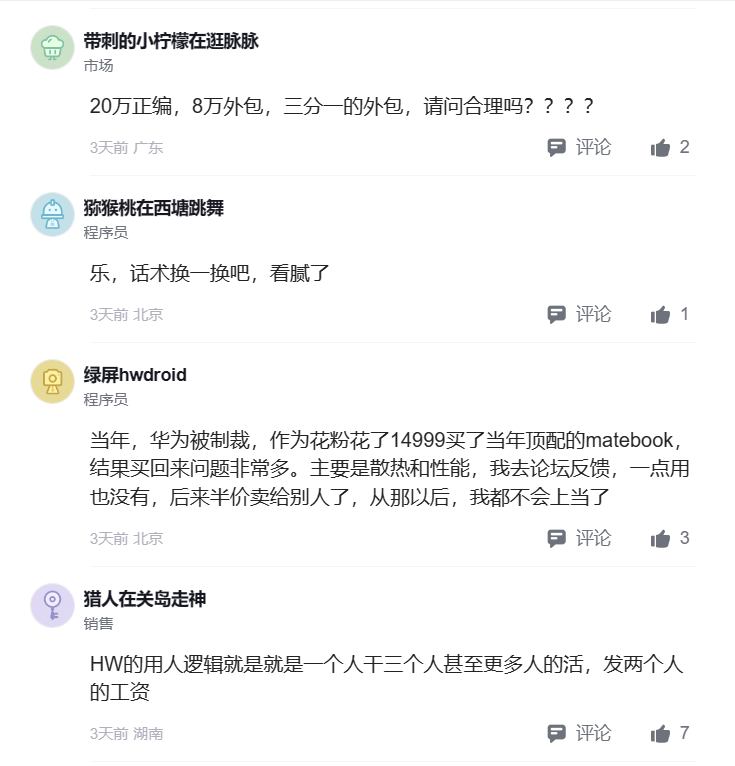 带刺的小柠檬在逛脉脉
市场
20万正编，8万外包，三分一的外包，请问合理吗？？？？
3天前 广东 评论 2
猕猴桃在西塘跳舞
程序员
乐，话术换一换吧，看腻了
3天前 北京 评论 1
绿屏hwdroid
程序员
当年，华为被制裁，作为花粉花了14999买了当年顶配的matebook，
结果买回来问题非常多。主要是散热和性能，我去论坛反馈，一点用
也没有，后来半价卖给别人了，从那以后，我都不会上当了
3天前 北京 评论 3
猎人在关岛走神
销售
HW的用人逻辑就是就是一个人干三个人甚至更多人的活，发两个人
的工资
3天前 湖南 评论 7